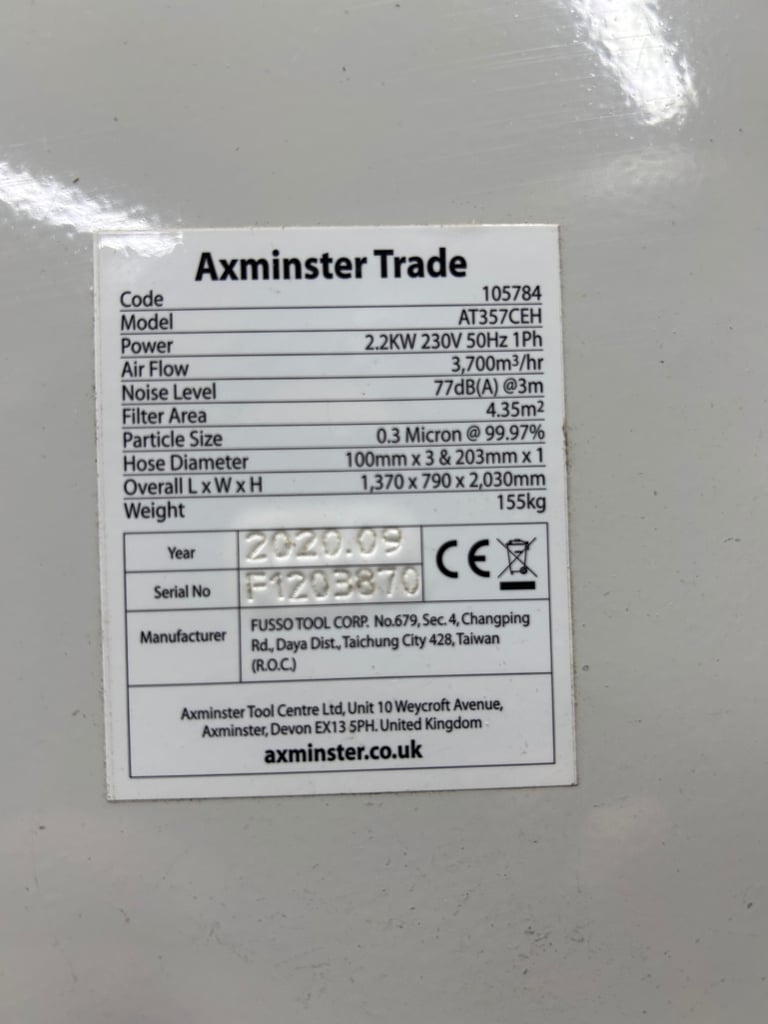 Axminster Trade
Code 105784
Model AT357CEH
Power 2.2KW 230V 50Hz 1Ph
Air Flow 3,700m³/hr
Noise Level 77dB(A) @3m
Filter Area 4.35m²
Particle Size 0.3 Micron @ 99.97%
Hose Diameter 100mm x 3 & 203mm x 1
Overall L x W x H 1,370 x 790 x 2,030mm
Weight 155kg
Year 2020.09
CE
Serial No F1203870
Manufacturer FUSSO TOOL CORP. No.679, Sec. 4, Changping
Rd., Daya Dist., Taichung City 428, Taiwan
(R.O.C.)
Axminster Tool Centre Ltd, Unit 10 Weycroft Avenue,
Axminster, Devon EX13 5PH. United Kingdom
axminster.co.uk